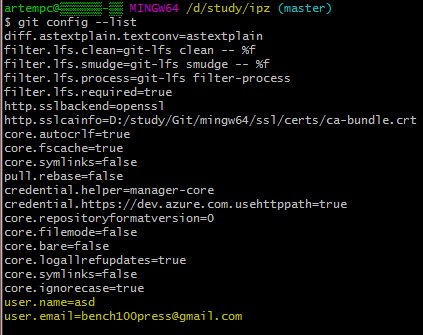 artempc@ MINGW64 /d/study/ipz (master)
$ git config --list
diff.astextplain.textconv=astextplain
filter.lfs.clean=git-lfs clean -- %f
filter.lfs.smudge=git-lfs smudge -- %f
filter.lfs.process=git-lfs filter-process
filter.lfs.required=true
http.sslbackend=openssl
http.sslcainfo=D:/study/Git/mingw64/ssl/certs/ca-bundle.crt
core.autocrlf=true
core.fscache=true
core.symlinks=false
pull.rebase=false
credential.helper=manager-core
credential.https://dev.azure.com.usehttppath=true
core.repositoryformatversion=0
core.filemode=false
core.bare=false
core.logallrefupdates=true
core.symlinks=false
core.ignorecase=true
user.name=asd
user.email=bench100press@gmail.com